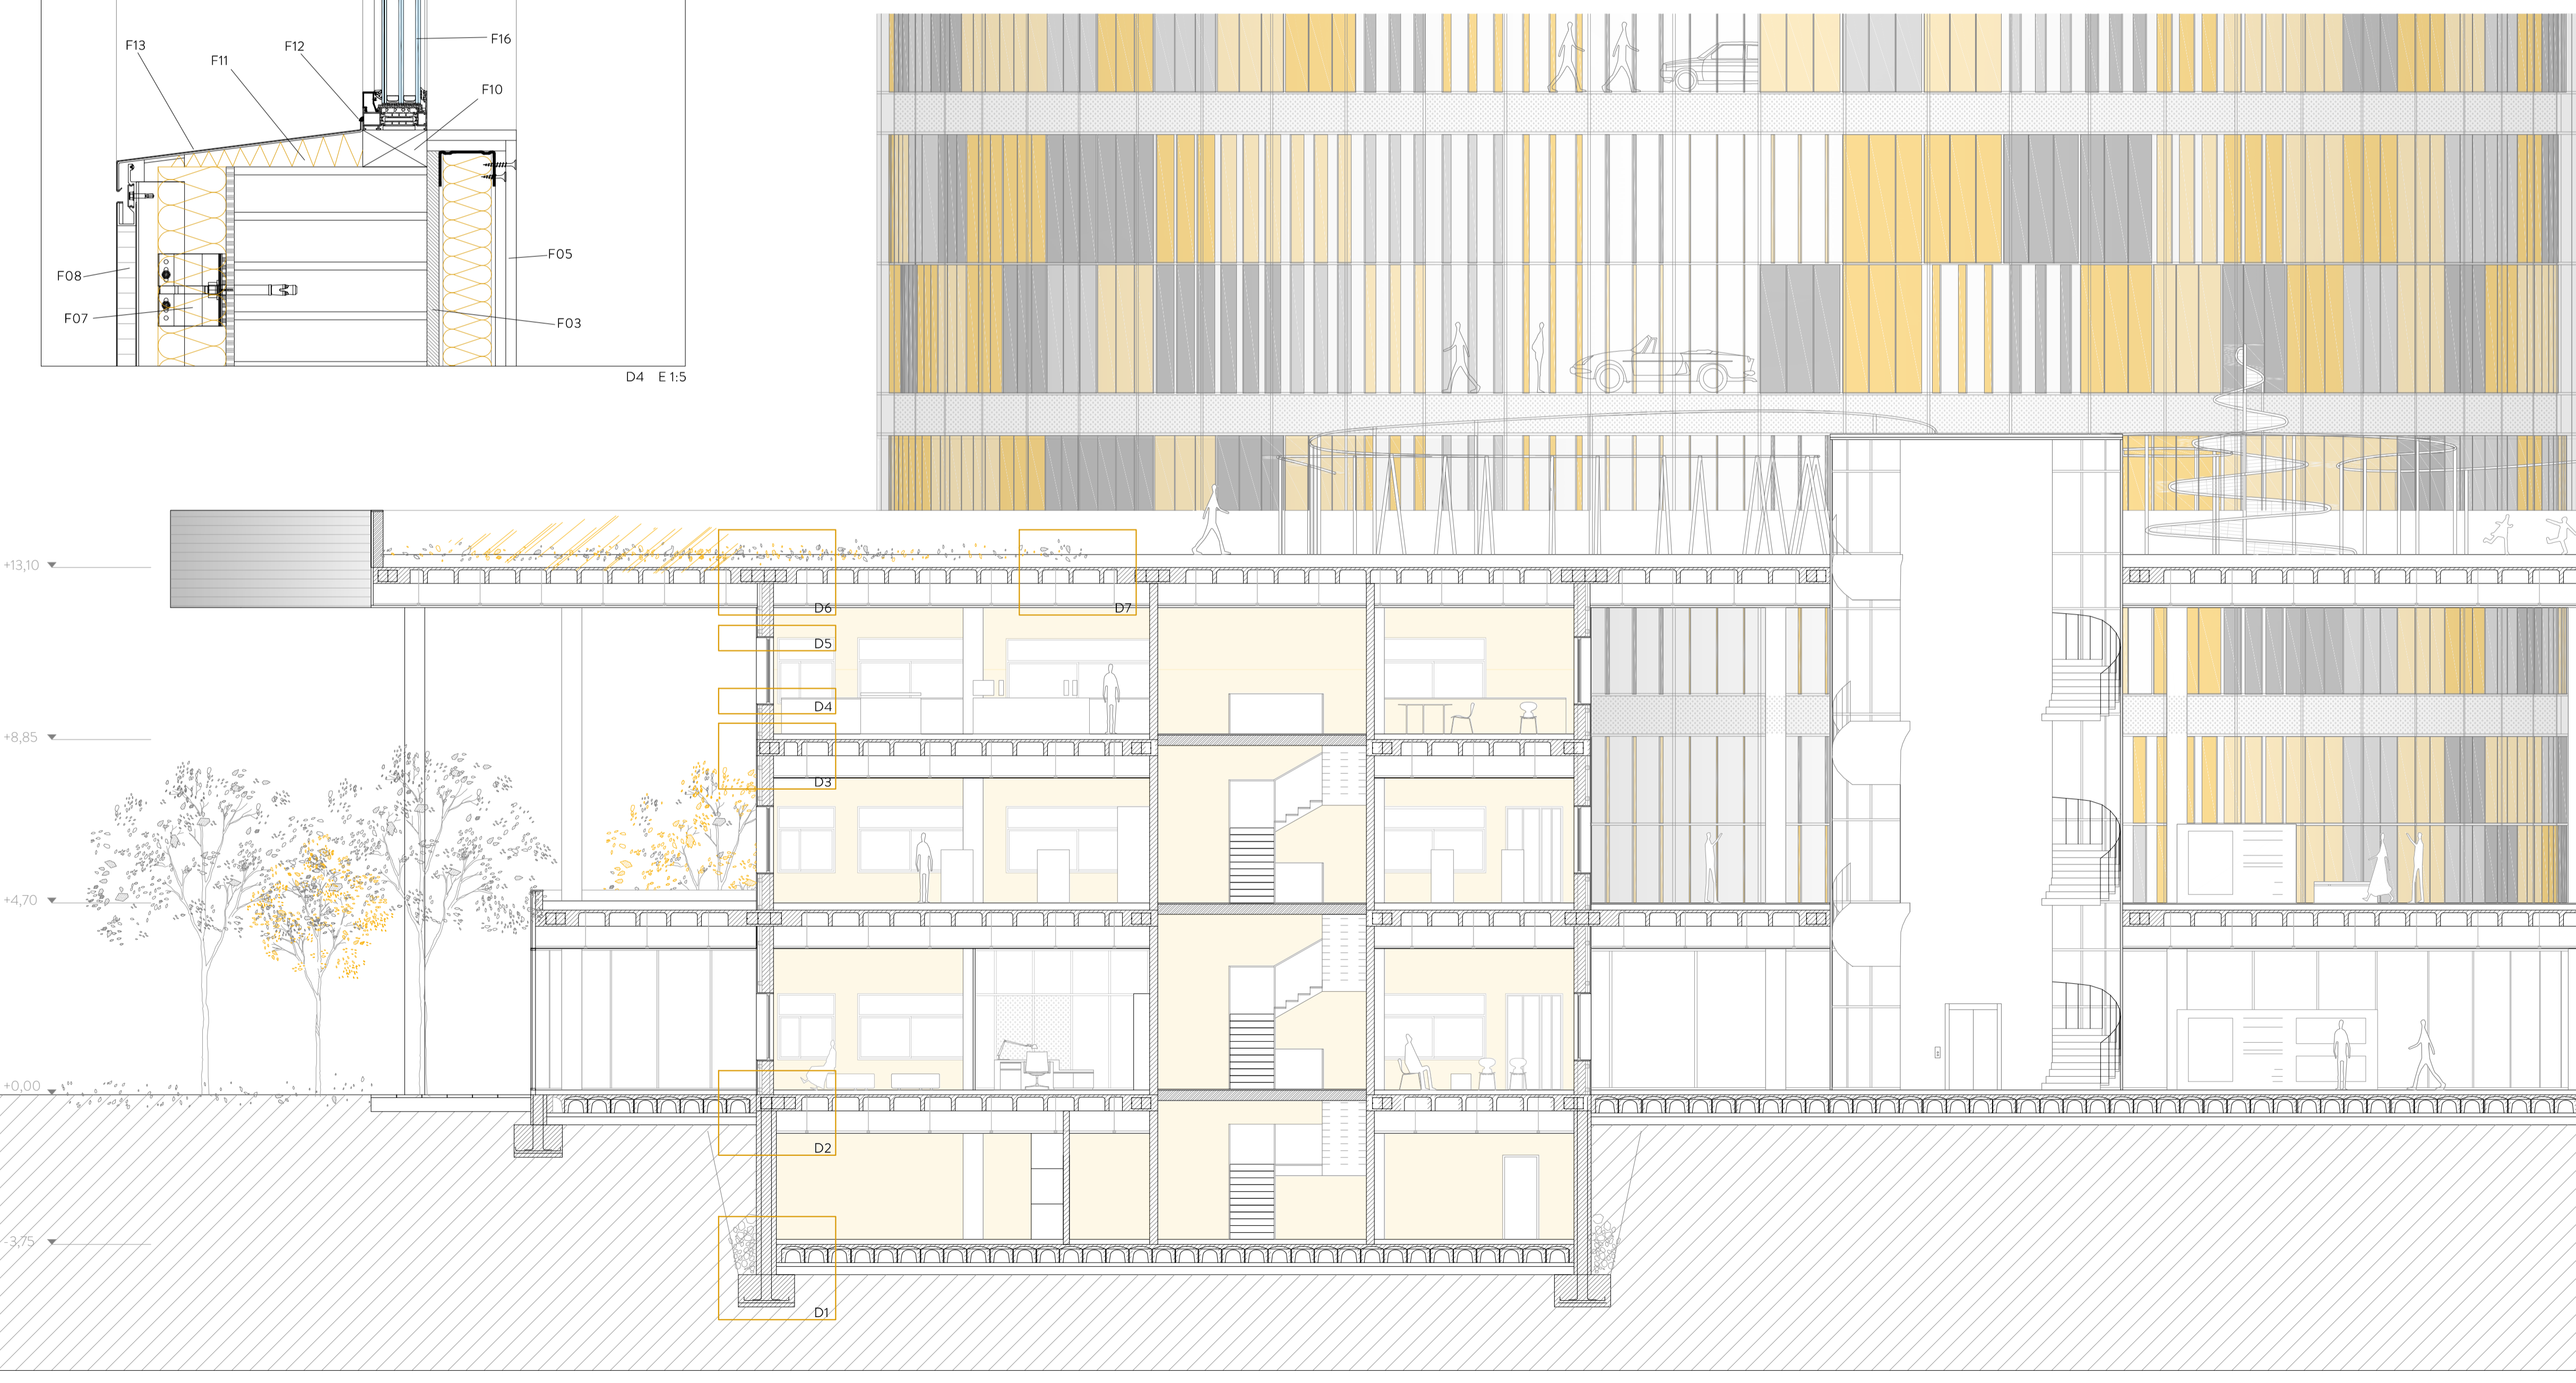 F13
F12
F11
F16
F10
F08
F05
F07
F03
D4 E 1:5
+13,10
D6
D7
D5
D4
+8,85
D3
+4,70
+0,00
D2
-3,75
D1